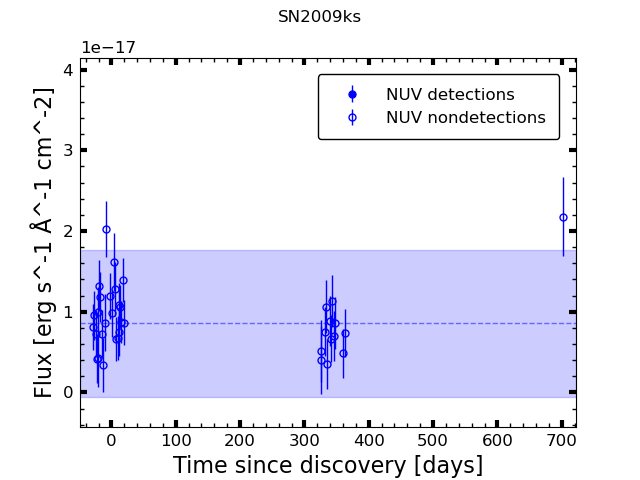 SN2009ks
1e−17
NUV detections
NUV nondetections
4
3
2
1
0
Flux [erg s^-1 Å^-1 cm^-2]
0 100 200 300 400 500 600 700
Time since discovery [days]